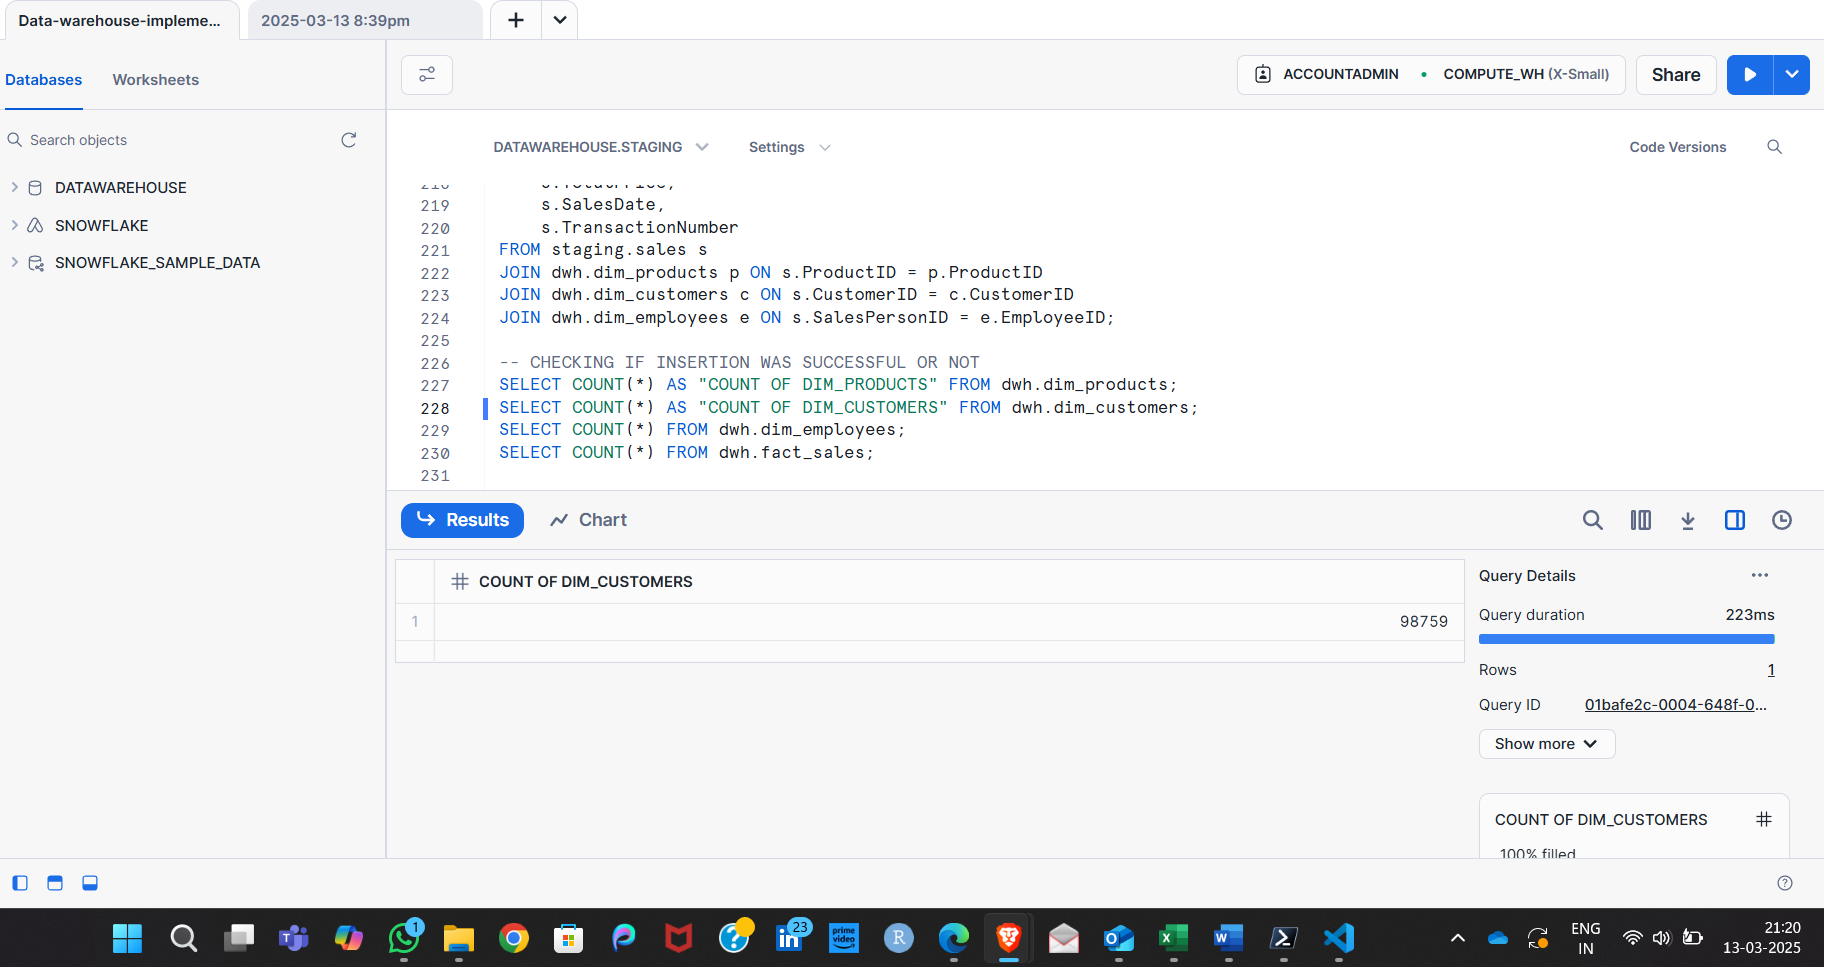 Data-warehouse-impleme...
2025-03-13 8:39pm
Databases
Worksheets
ACCOUNTADMIN
COMPUTE_WH (X-Small)
Share
Search objects
DATAWAREHOUSE
SNOWFLAKE
SNOWFLAKE_SAMPLE_DATA
DATAWAREHOUSE.STAGING
Settings
Code Versions
218 s.TotalPrice,
219 s.SalesDate,
220 s.TransactionNumber
221 FROM staging.sales s
222 JOIN dwh.dim_products p ON s.ProductID = p.ProductID
223 JOIN dwh.dim_customers c ON s.CustomerID = c.CustomerID
224 JOIN dwh.dim_employees e ON s.SalesPersonID = e.EmployeeID;
225
226 -- CHECKING IF INSERTION WAS SUCCESSFUL OR NOT
227 SELECT COUNT(*) AS "COUNT OF DIM_PRODUCTS" FROM dwh.dim_products;
228 SELECT COUNT(*) AS "COUNT OF DIM_CUSTOMERS" FROM dwh.dim_customers;
229 SELECT COUNT(*) FROM dwh.dim_employees;
230 SELECT COUNT(*) FROM dwh.fact_sales;
231
Results
Chart
COUNT OF DIM_CUSTOMERS
1 98759
Query Details
Query duration 223ms
Rows 1
Query ID 01bafe2c-0004-648f-0...
Show more
COUNT OF DIM_CUSTOMERS
100% filled
1
23
prime video
R
ENG
IN
21:20
13-03-2025